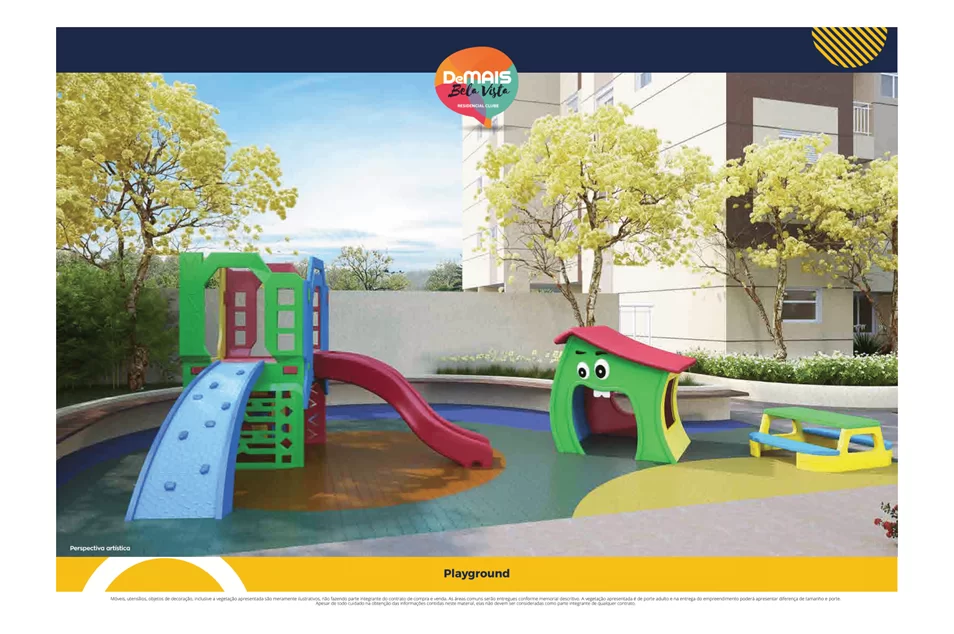 DeMAIS
Bela Vista
RESIDENCIAL CLUBE
Perspectiva artística
Playground
Móveis, utensílios, objetos de decoração, inclusive a vegetação apresentada são meramente ilustrativos, não fazendo parte integrante do contrato de compra e venda. As áreas comuns serão entregues conforme memorial descritivo. A vegetação apresentada é de porte adulto e na entrega do empreendimento poderá apresentar diferença de tamanho e porte.
Apesar de todo cuidado na obtenção das informações contidas neste material, elas não devem ser consideradas como parte integrante de qualquer contrato.